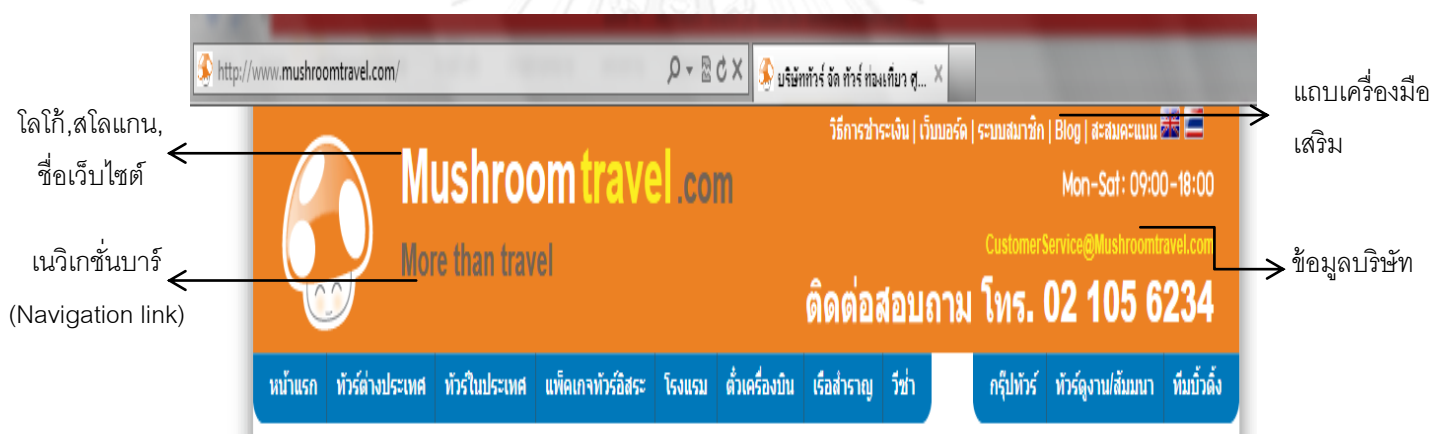 http://www.mushroomtravel.com/
บริษัททัวร์ จัด ทัวร์ ท่องเที่ยว ศู...
แถบเครื่องมือ
เสริม
โลโก้,สโลแกน,
ชื่อเว็บไซต์
วิธีการชำระเงิน | เว็บบอร์ด | ระบบสมาชิก | Blog | สะสมคะแนน
Mushroomtravel.com
Mon-Sat: 09:00-18:00
เนวิเกชั่นบาร์
(Navigation link)
More than travel
CustomerService@Mushroomtravel.com
ข้อมูลบริษัท
ติดต่อสอบถาม โทร. 02 105 6234
หน้าแรก ทัวร์ต่างประเทศ ทัวร์ในประเทศ แพ็คเกจทัวร์อิสระ โรงแรม ตั๋วเครื่องบิน เรือสำราญ วีซ่า กรุ๊ปทัวร์ ทัวร์ดูงาน/สัมมนา ทีมบิ้วดิ้ง